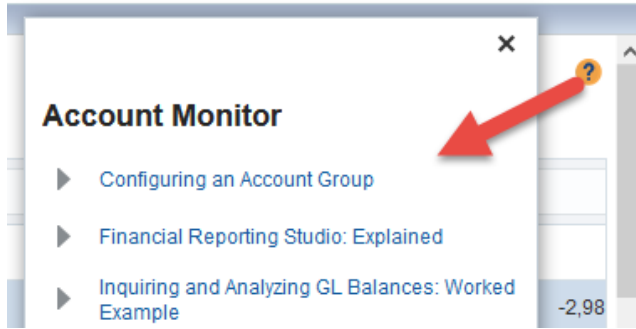 ×
?
Account Monitor
Configuring an Account Group
Financial Reporting Studio: Explained
Inquiring and Analyzing GL Balances: Worked
Example
-2,98